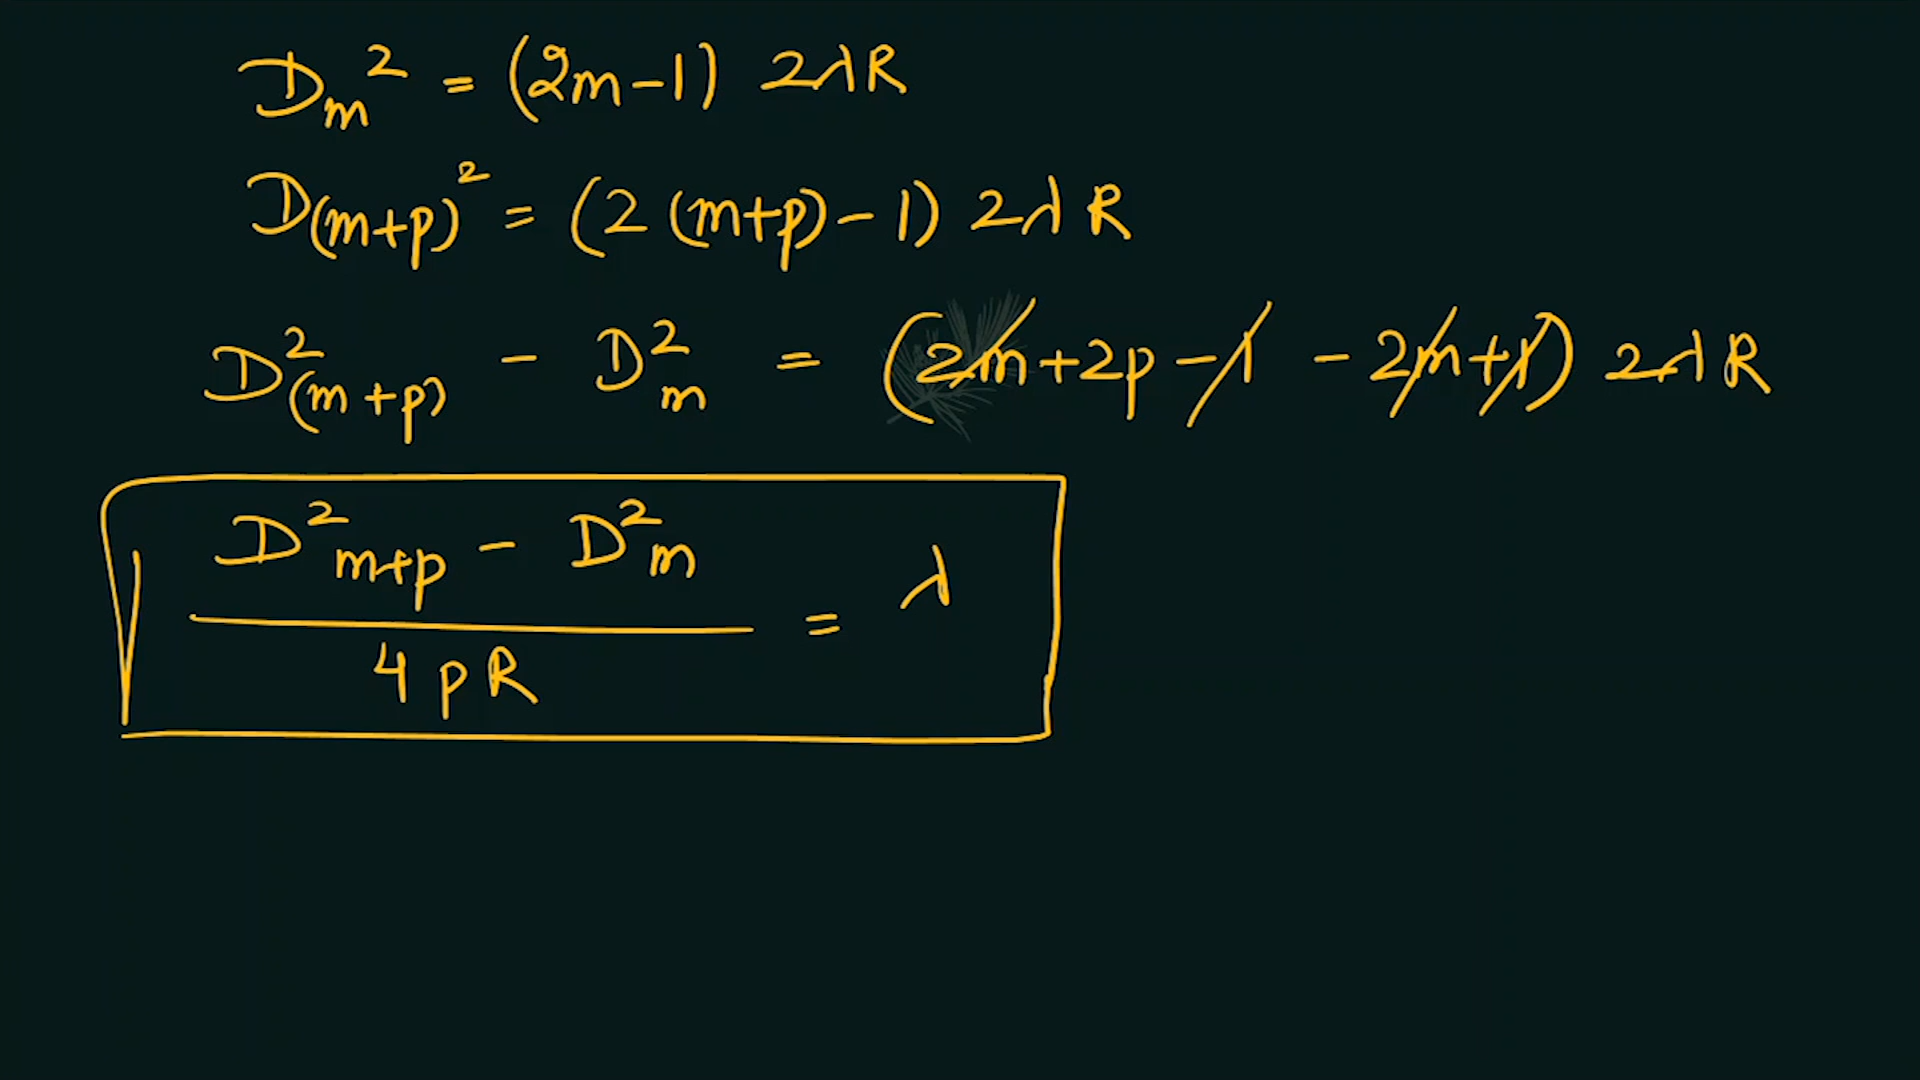 Dₘ² = (2m-1) 2λR
D₍ₘ₊ₚ₎² = (2 (m+p) - 1) 2λR
D²₍ₘ₊ₚ₎ - D²ₘ = (2m+2p-1 - 2m+1) 2λR
D²ₘ₊ₚ - D²ₘ
= λ
4pR